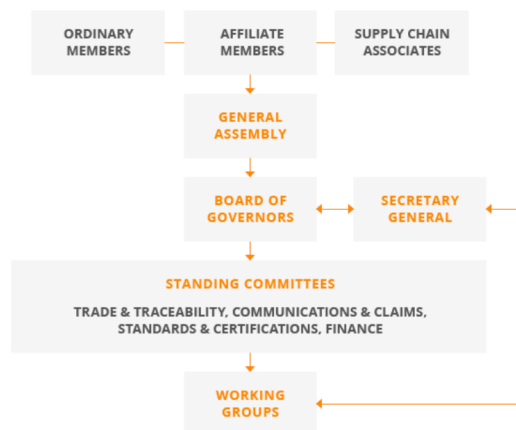 ORDINARY
MEMBERS
AFFILIATE
MEMBERS
SUPPLY CHAIN
ASSOCIATES
GENERAL
ASSEMBLY
BOARD OF
GOVERNORS
SECRETARY
GENERAL
STANDING COMMITTEES
TRADE & TRACEABILITY, COMMUNICATIONS & CLAIMS,
STANDARDS & CERTIFICATIONS, FINANCE
WORKING
GROUPS